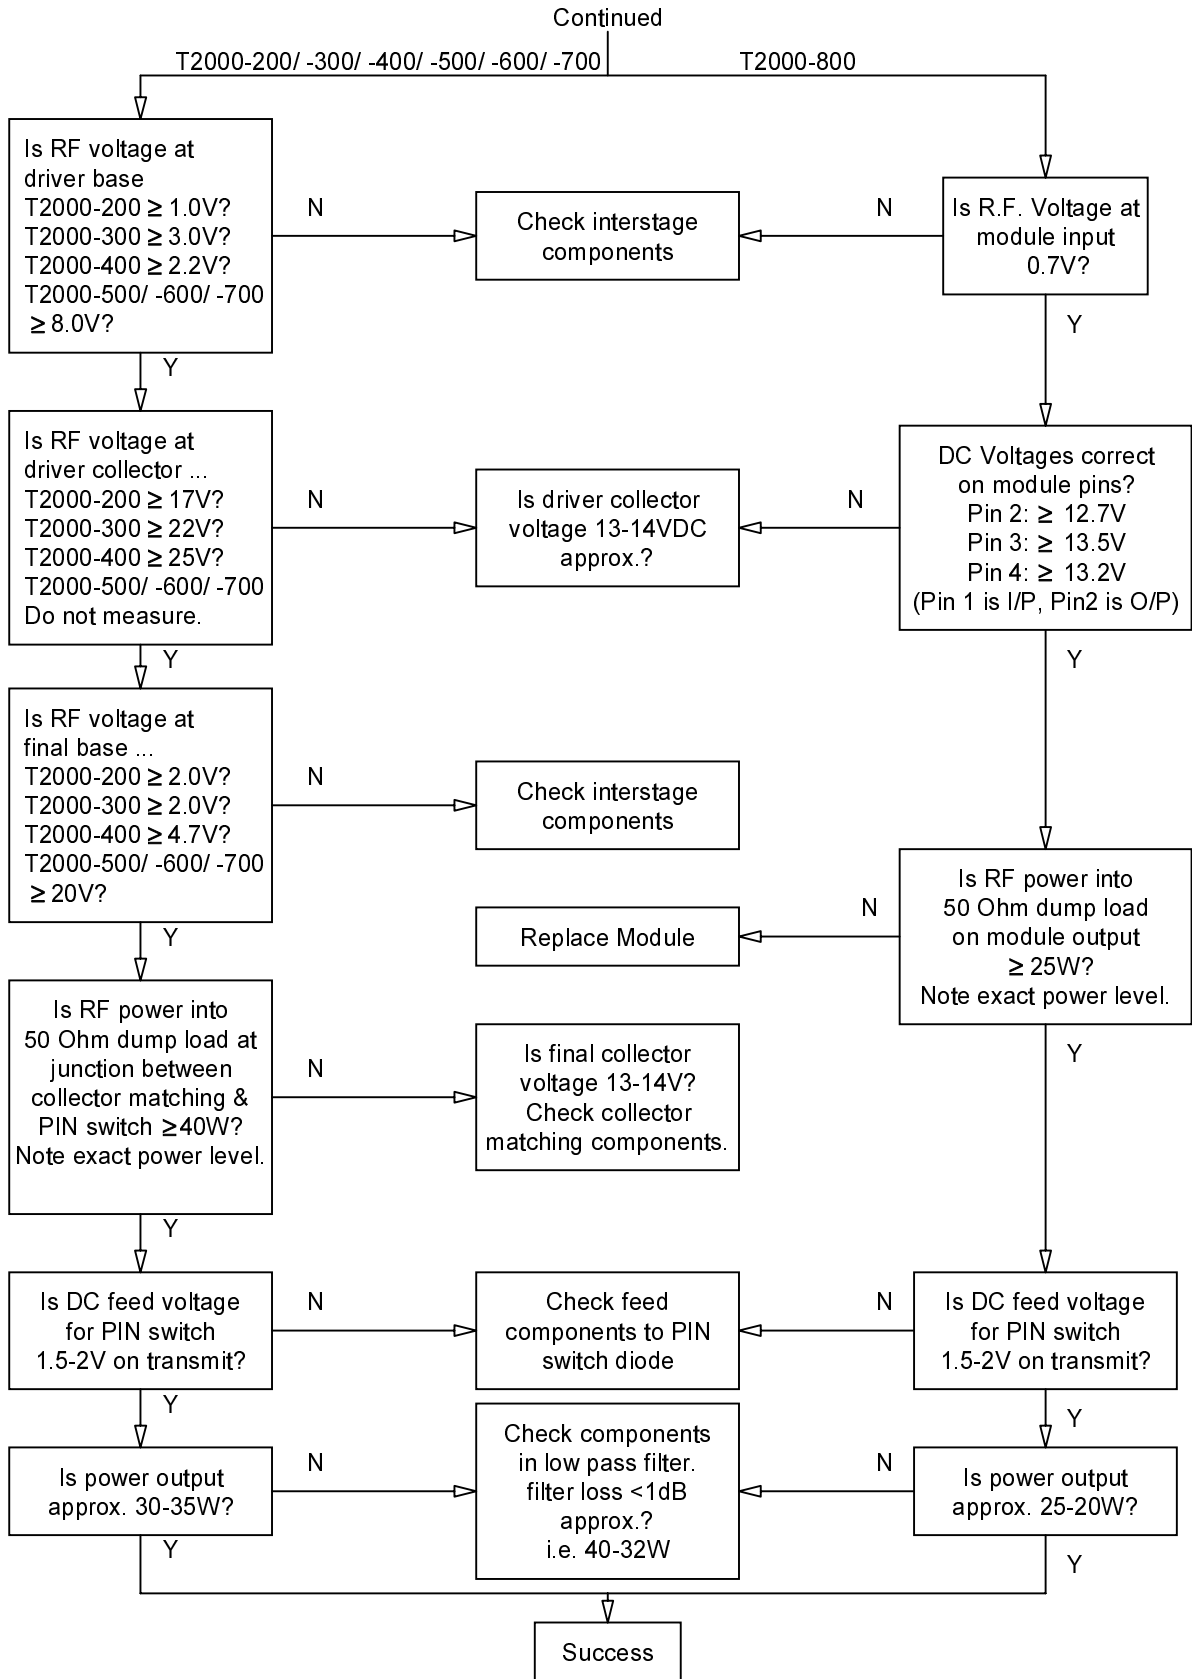 Continued
T2000-200/ -300/ -400/ -500/ -600/ -700
T2000-800
Is RF voltage at
driver base
T2000-200 ≥ 1.0V?
T2000-300 ≥ 3.0V?
T2000-400 ≥ 2.2V?
T2000-500/ -600/ -700
≥ 8.0V?
N
Check interstage
components
N
Is R.F. Voltage at
module input
0.7V?
Y
Y
Is RF voltage at
driver collector ...
T2000-200 ≥ 17V?
T2000-300 ≥ 22V?
T2000-400 ≥ 25V?
T2000-500/ -600/ -700
Do not measure.
N
Is driver collector
voltage 13-14VDC
approx.?
N
DC Voltages correct
on module pins?
Pin 2: ≥ 12.7V
Pin 3: ≥ 13.5V
Pin 4: ≥ 13.2V
(Pin 1 is I/P, Pin2 is O/P)
Y
Y
Is RF voltage at
final base ...
T2000-200 ≥ 2.0V?
T2000-300 ≥ 2.0V?
T2000-400 ≥ 4.7V?
T2000-500/ -600/ -700
≥ 20V?
N
Check interstage
components
Y
Replace Module
N
Is RF power into
50 Ohm dump load
on module output
≥ 25W?
Note exact power level.
Y
Is RF power into
50 Ohm dump load at
junction between
collector matching &
PIN switch ≥40W?
Note exact power level.
N
Is final collector
voltage 13-14V?
Check collector
matching components.
Y
Is DC feed voltage
for PIN switch
1.5-2V on transmit?
N
Check feed
components to PIN
switch diode
N
Is DC feed voltage
for PIN switch
1.5-2V on transmit?
Y
Y
Is power output
approx. 30-35W?
N
Check components
in low pass filter.
filter loss <1dB
approx.?
i.e. 40-32W
N
Is power output
approx. 25-20W?
Y
Y
Success